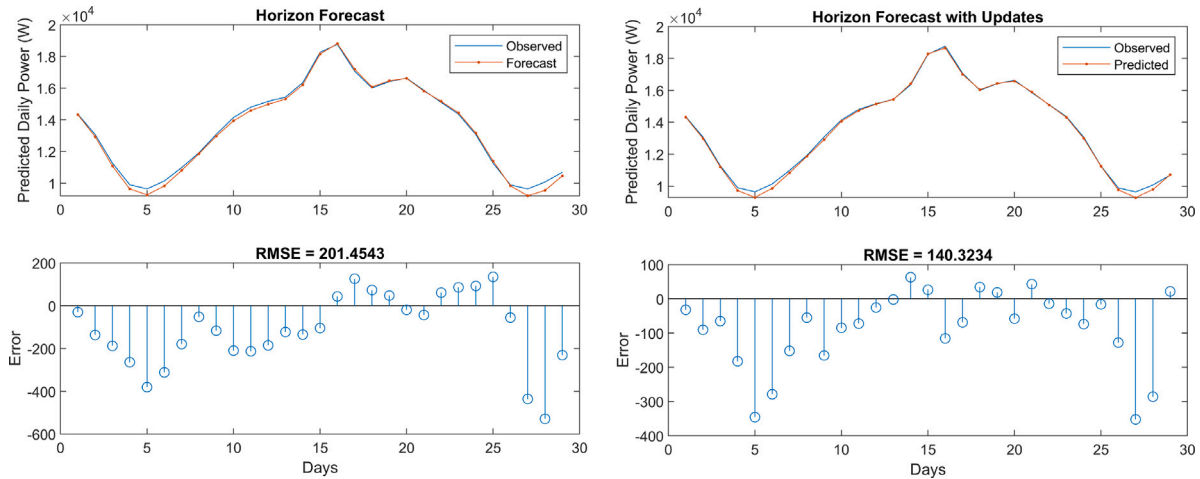 Horizon Forecast
×10⁴
Predicted Daily Power (W)
2
1.8
1.6
1.4
1.2
1
Observed
Forecast
0 5 10 15 20 25 30
RMSE = 201.4543
Error
200
0
-200
-400
-600
0 5 10 15 20 25 30
Days
Horizon Forecast with Updates
×10⁴
Predicted Daily Power (W)
2
1.8
1.6
1.4
1.2
1
Observed
Predicted
0 5 10 15 20 25 30
RMSE = 140.3234
Error
100
0
-100
-200
-300
-400
0 5 10 15 20 25 30
Days